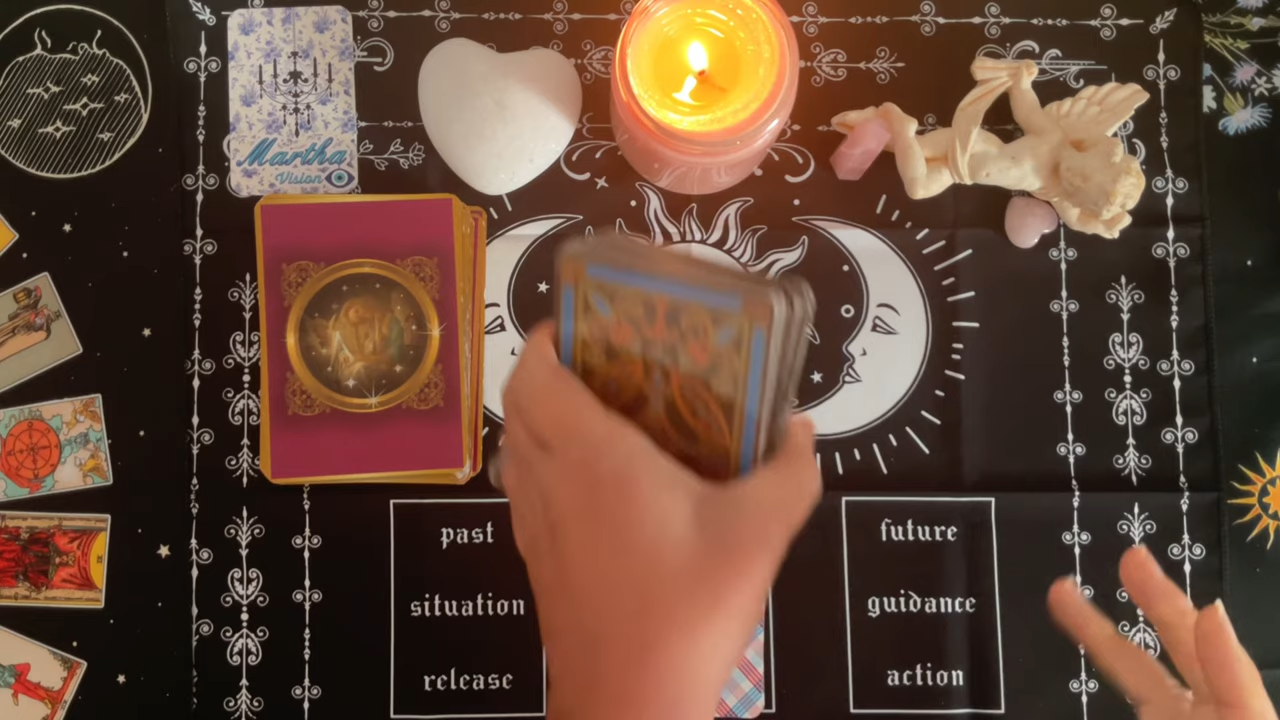 Martha
Vision
past
situation
release
future
guidance
action